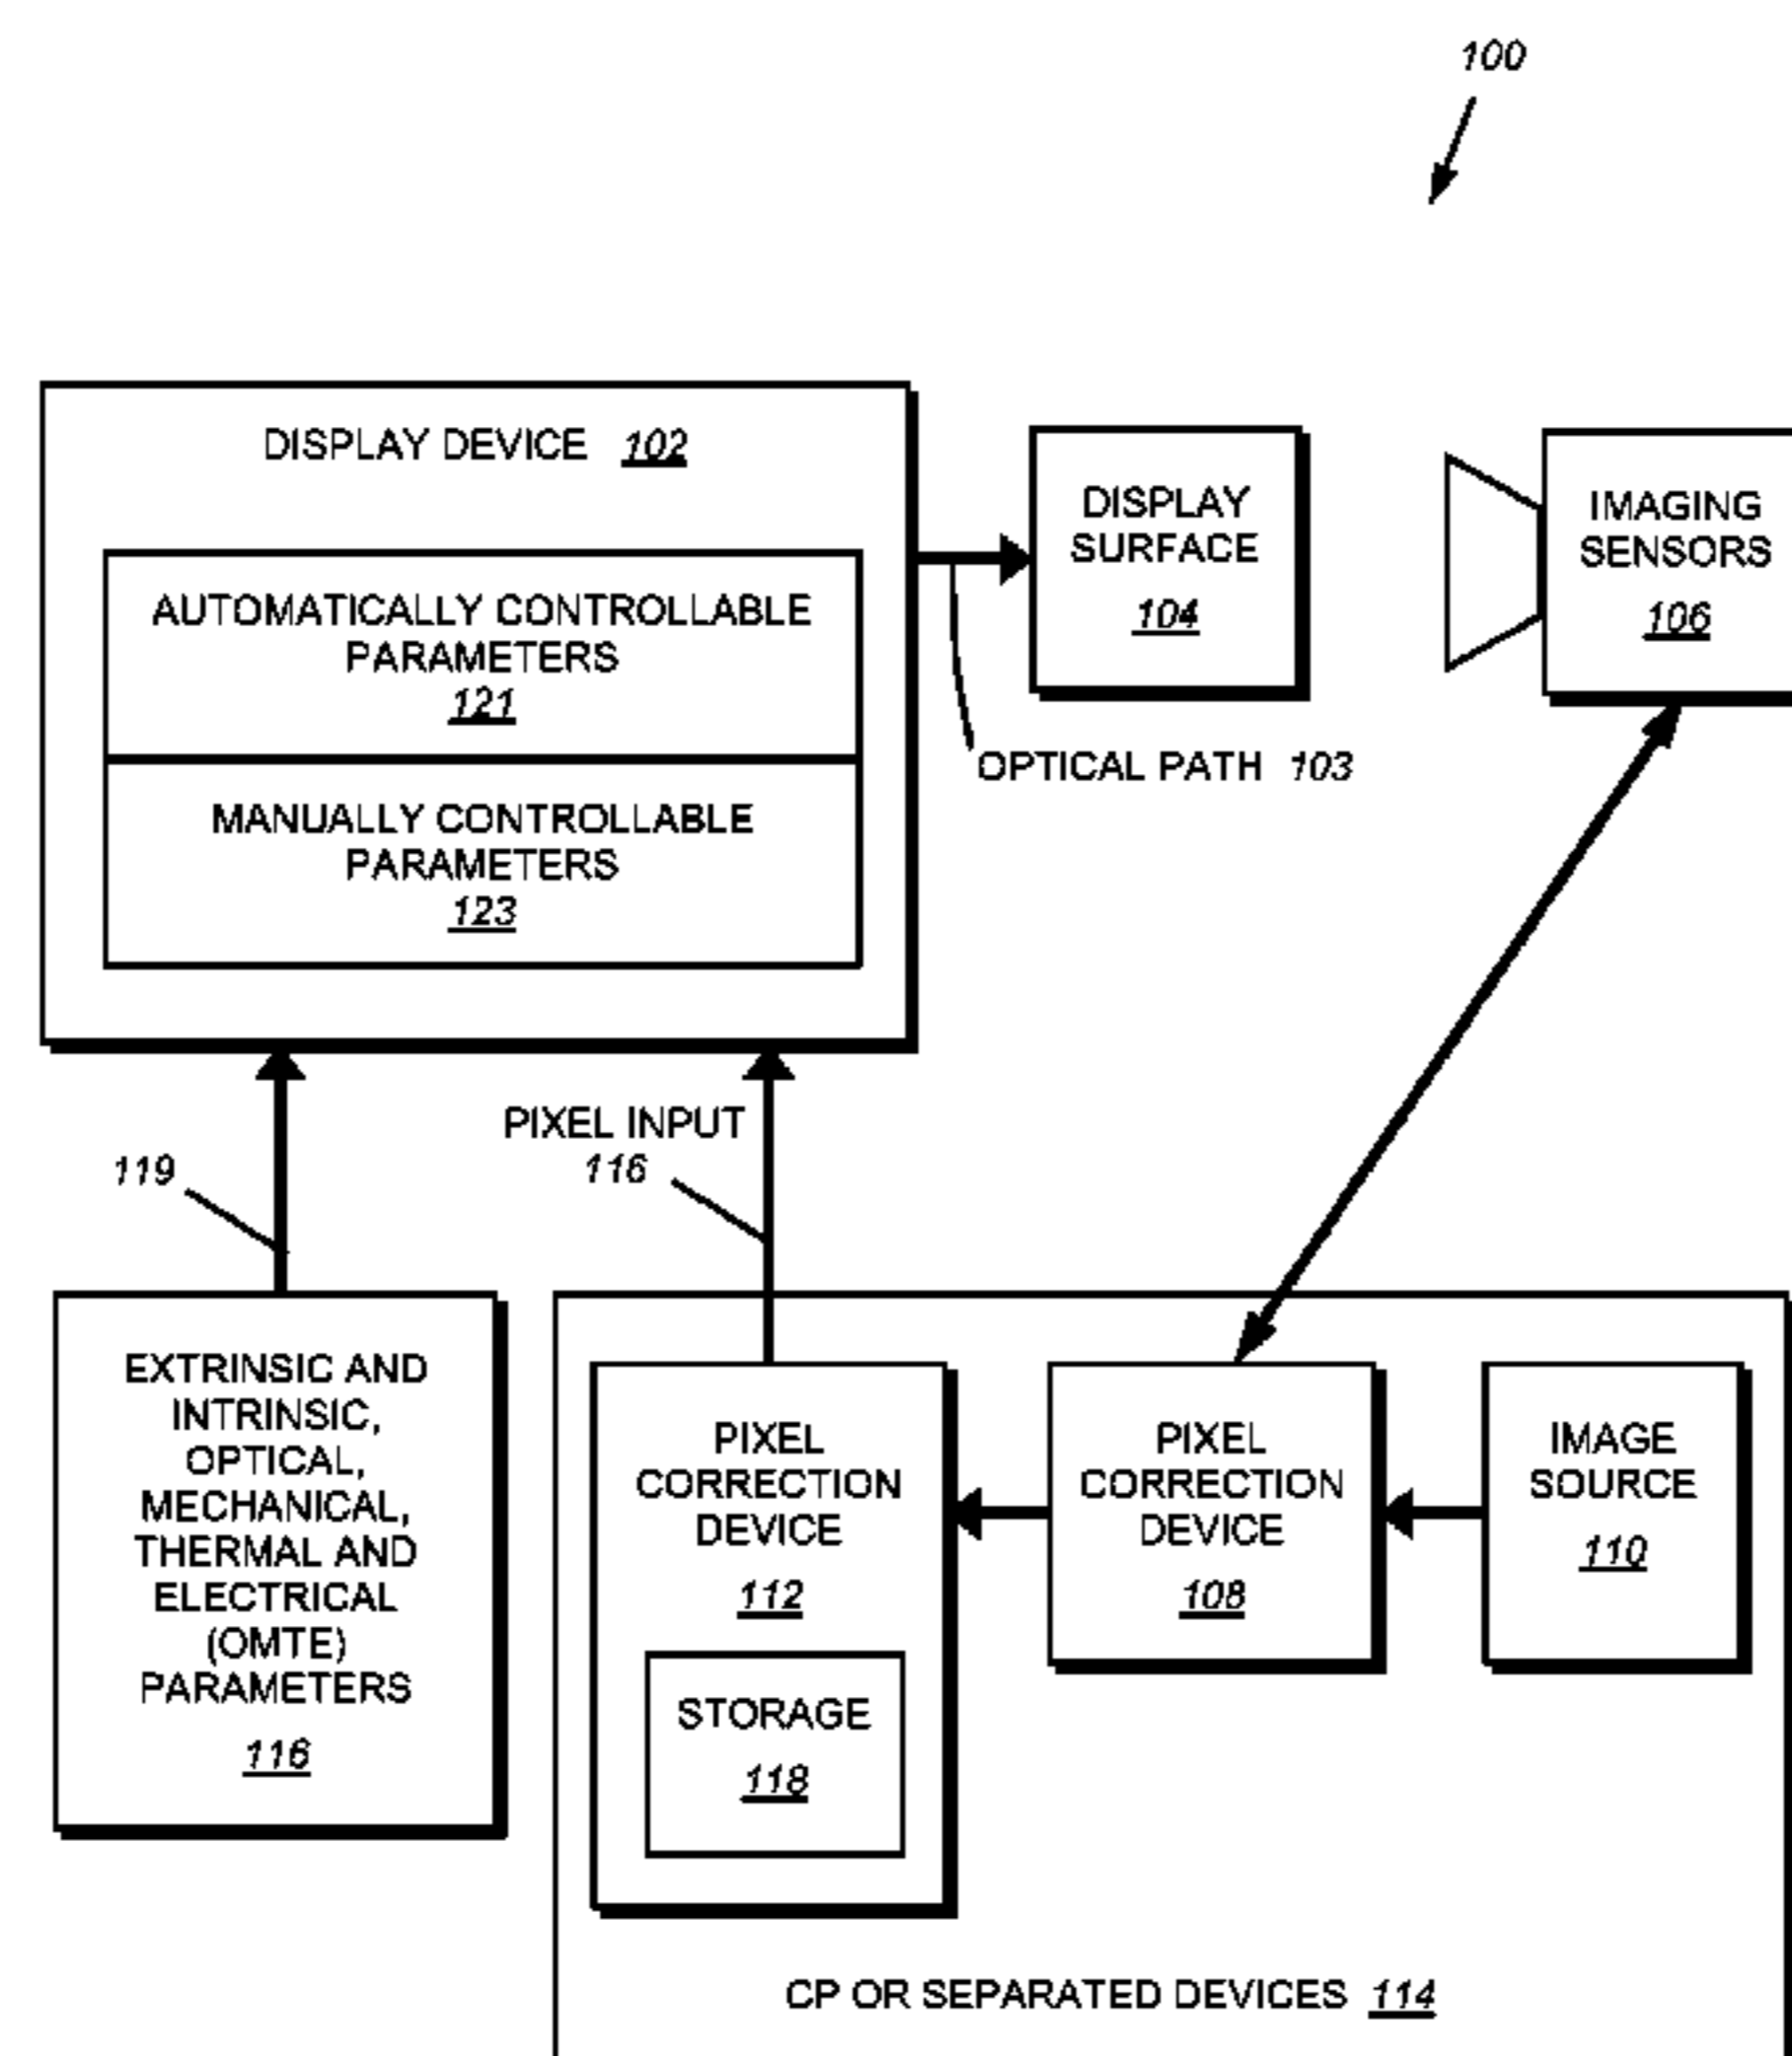 100
DISPLAY DEVICE 102
AUTOMATICALLY CONTROLLABLE
PARAMETERS
121
MANUALLY CONTROLLABLE
PARAMETERS
123
DISPLAY
SURFACE
104
IMAGING
SENSORS
106
OPTICAL PATH 103
119
PIXEL INPUT
116
EXTRINSIC AND
INTRINSIC,
OPTICAL,
MECHANICAL,
THERMAL AND
ELECTRICAL
(OMTE)
PARAMETERS
116
PIXEL
CORRECTION
DEVICE
112
STORAGE
118
PIXEL
CORRECTION
DEVICE
108
IMAGE
SOURCE
110
CP OR SEPARATED DEVICES 114